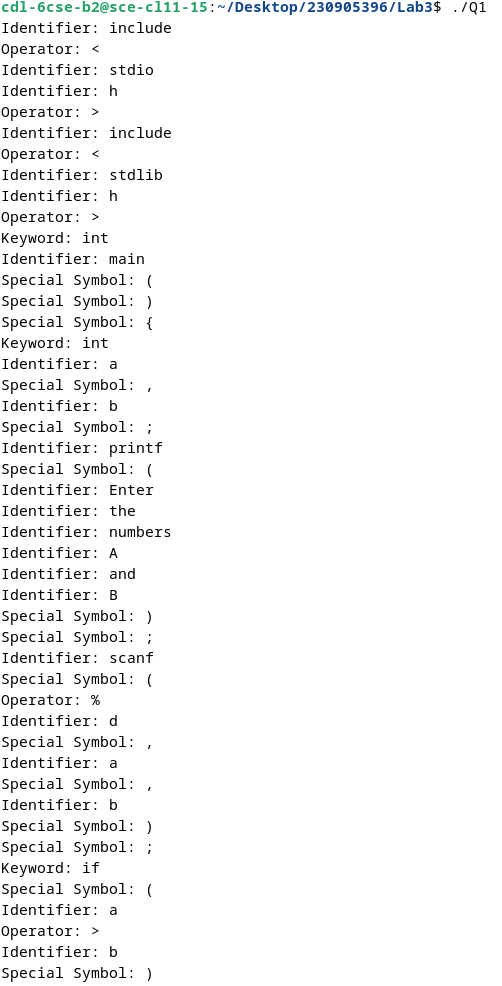 cdl-6cse-b2@sce-cl11-15:~/Desktop/230905396/Lab3$ ./Q1
Identifier: include
Operator: <
Identifier: stdio
Identifier: h
Operator: >
Identifier: include
Operator: <
Identifier: stdlib
Identifier: h
Operator: >
Keyword: int
Identifier: main
Special Symbol: (
Special Symbol: )
Special Symbol: {
Keyword: int
Identifier: a
Special Symbol: ,
Identifier: b
Special Symbol: ;
Identifier: printf
Special Symbol: (
Identifier: Enter
Identifier: the
Identifier: numbers
Identifier: A
Identifier: and
Identifier: B
Special Symbol: )
Special Symbol: ;
Identifier: scanf
Special Symbol: (
Operator: %
Identifier: d
Special Symbol: ,
Identifier: a
Special Symbol: ,
Identifier: b
Special Symbol: )
Special Symbol: ;
Keyword: if
Special Symbol: (
Identifier: a
Operator: >
Identifier: b
Special Symbol: )